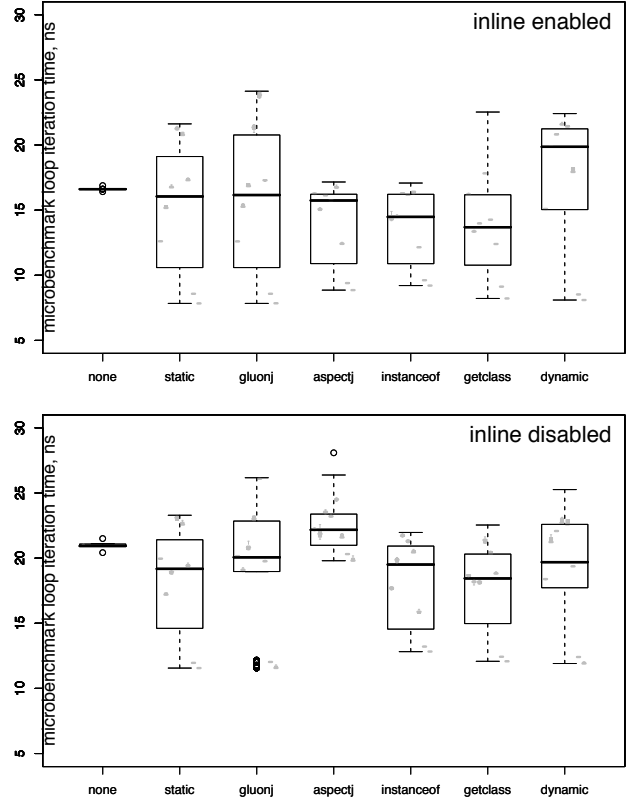 inline enabled
microbenchmark loop iteration time, ns
30
25
20
15
10
5
none static gluonj aspectj instanceof getclass dynamic
inline disabled
microbenchmark loop iteration time, ns
30
25
20
15
10
5
none static gluonj aspectj instanceof getclass dynamic